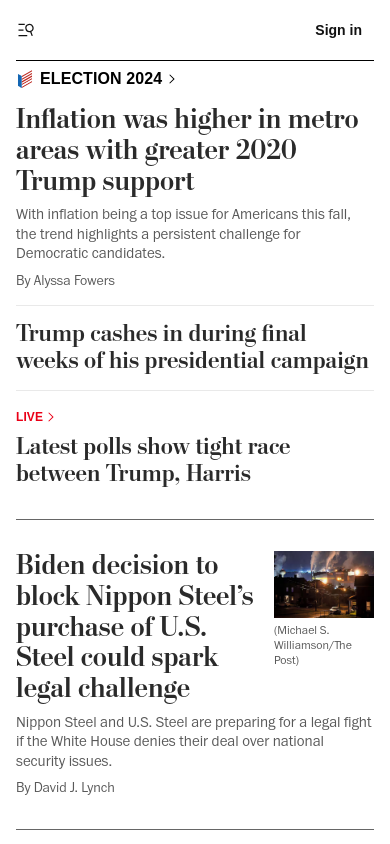 Sign in
ELECTION 2024
Inflation was higher in metro
areas with greater 2020
Trump support
With inflation being a top issue for Americans this fall,
the trend highlights a persistent challenge for
Democratic candidates.
By Alyssa Fowers
Trump cashes in during final
weeks of his presidential campaign
LIVE
Latest polls show tight race
between Trump, Harris
Biden decision to
block Nippon Steel’s
purchase of U.S.
Steel could spark
legal challenge
(Michael S.
Williamson/The
Post)
Nippon Steel and U.S. Steel are preparing for a legal fight
if the White House denies their deal over national
security issues.
By David J. Lynch